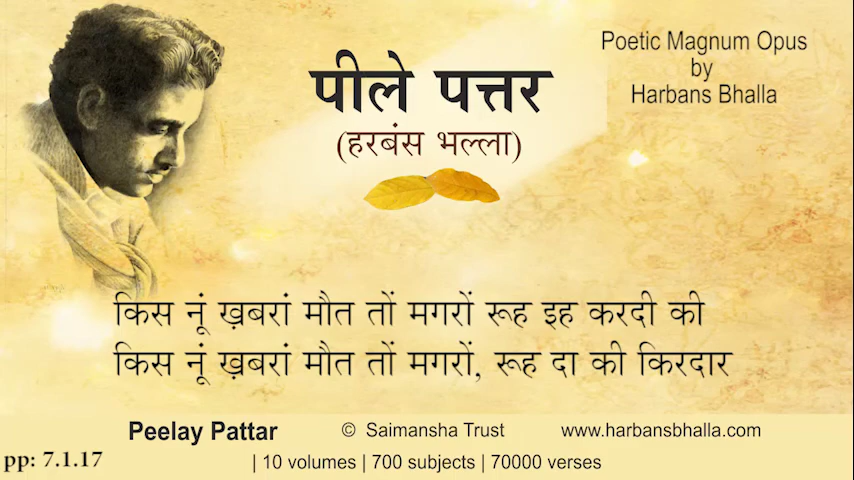 पीले पत्तर
(हरबंस भल्ला)
Poetic Magnum Opus
by
Harbans Bhalla
किस नूं ख़बरां मौत तों मगरों रूह इह करदी की
किस नूं ख़बरां मौत तों मगरों, रूह दा की किरदार
Peelay Pattar © Saimansha Trust www.harbansbhalla.com
pp: 7.1.17 | 10 volumes | 700 subjects | 70000 verses